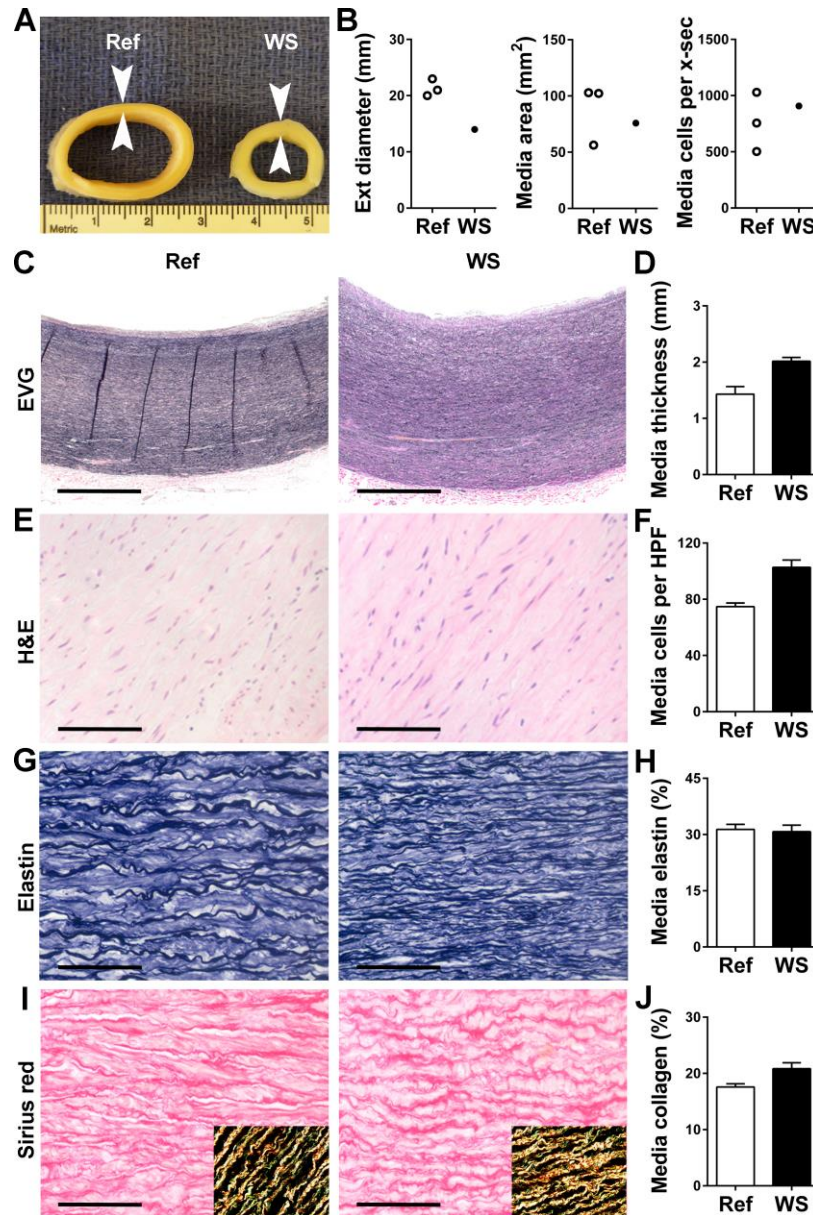 A
Ref
WS
Metric
1
2
3
4
5
B
Ext diameter (mm)
30
20
10
0
Ref WS
Media area (mm²)
150
100
50
0
Ref WS
Media cells per x-sec
1500
1000
500
0
Ref WS
C
Ref
WS
EVG
D
Media thickness (mm)
3
2
1
0
Ref WS
E
H&E
F
Media cells per HPF
120
80
40
0
Ref WS
G
Elastin
H
Media elastin (%)
45
30
15
0
Ref WS
I
Sirius red
J
Media collagen (%)
30
20
10
0
Ref WS